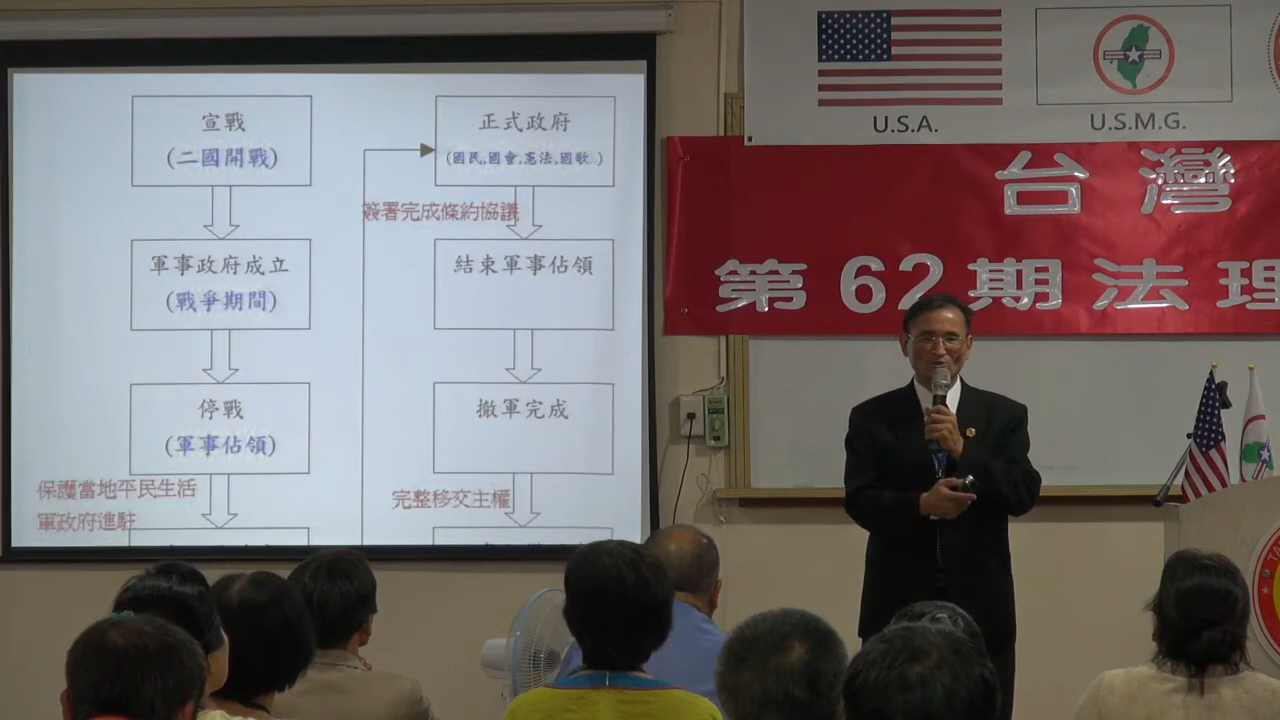 宣戰
(二國開戰)
軍事政府成立
(戰爭期間)
停戰
(軍事佔領)
保護當地平民生活
軍政府進駐
正式政府
(國民,國會,憲法,國歌..)
簽署完成條約協議
結束軍事佔領
撤軍完成
完整移交主權
U.S.A.
U.S.M.G.
台灣
第62期法理